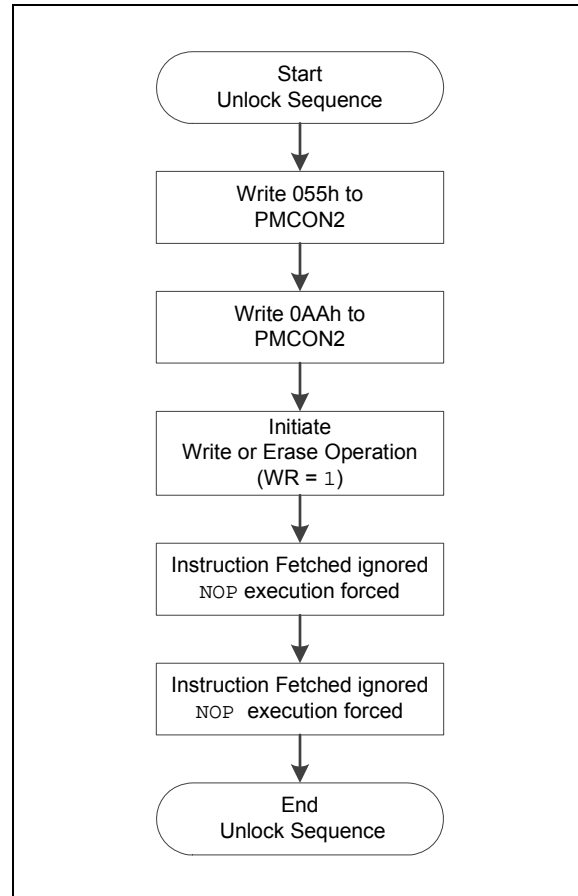 Start
Unlock Sequence
Write 055h to
PMCON2
Write 0AAh to
PMCON2
Initiate
Write or Erase Operation
(WR = 1)
Instruction Fetched ignored
NOP execution forced
Instruction Fetched ignored
NOP execution forced
End
Unlock Sequence